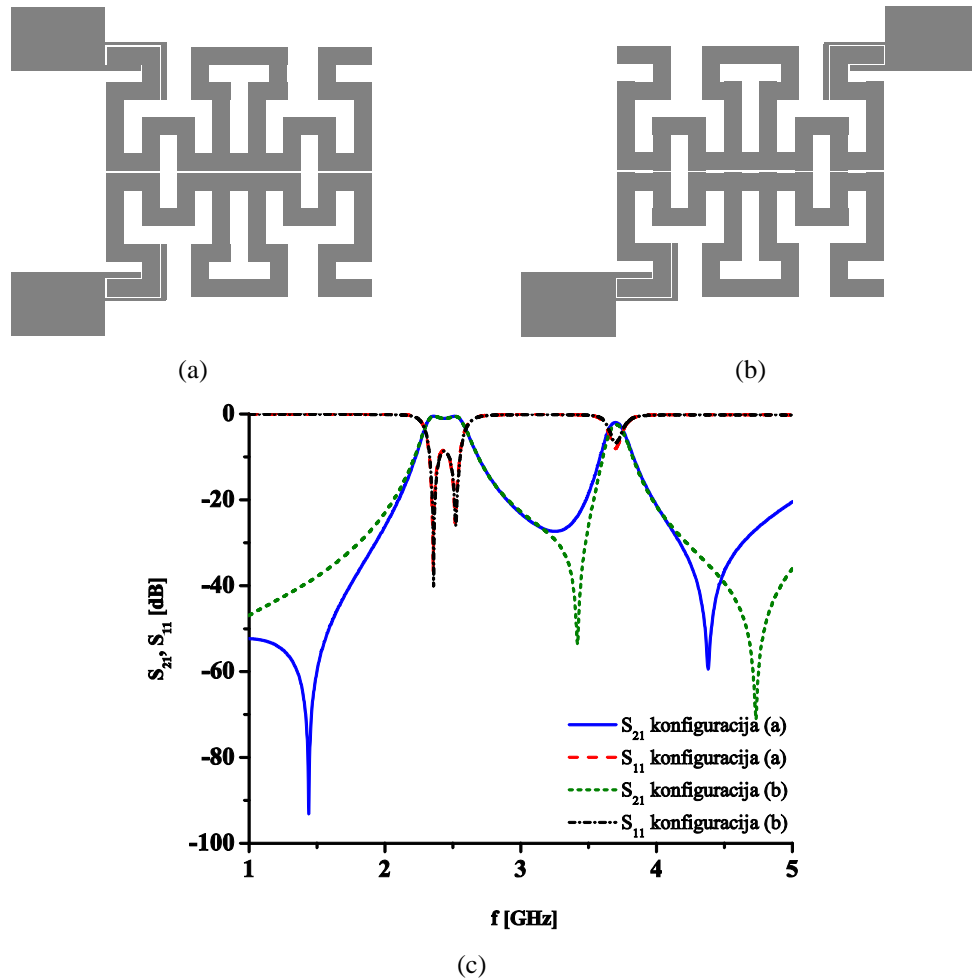 (a)
(b)
0
-20
-40
-60
-80
-100
S21, S11 [dB]
S21 konfiguracija (a)
S11 konfiguracija (a)
S21 konfiguracija (b)
S11 konfiguracija (b)
1 2 3 4 5
f [GHz]
(c)